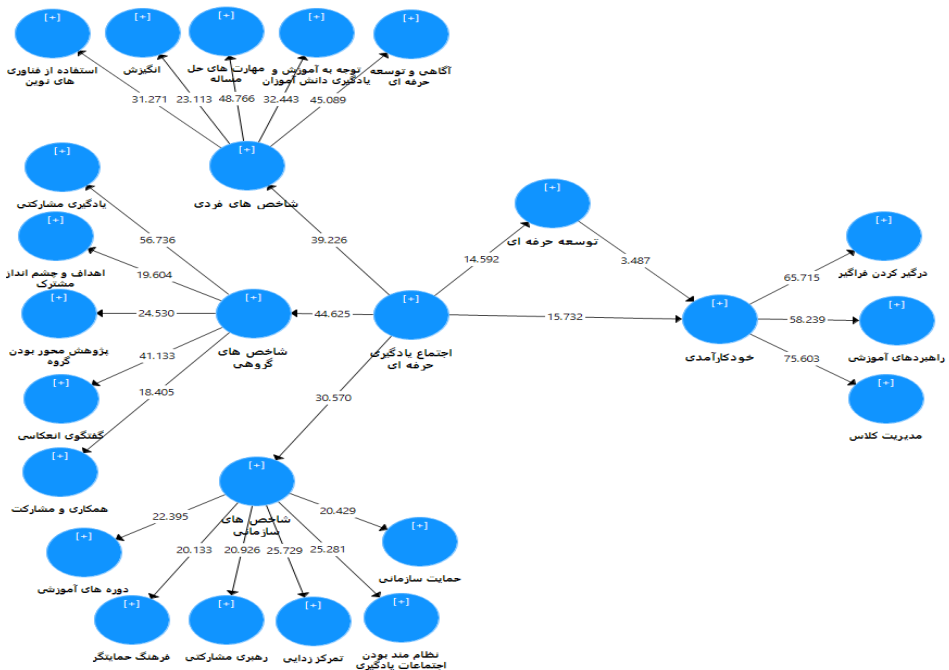 [+]
[+]
[+]
[+]
[+]
استفاده از فناوری
های نوین
انگیزش
مهارت های حل
مساله
توجه به آموزش و
یادگیری دانش آموزان
آگاهی و توسعه
حرفه ای
31.271
23.113
48.766
32.443
45.089
[+]
شاخص های فردی
[+]
یادگیری مشارکتی
[+]
اهداف و چشم انداز
مشترک
[+]
پژوهش محور بودن
گروه
[+]
گفتگوی انعکاسی
[+]
همکاری و مشارکت
56.736
19.604
24.530
41.133
18.405
[+]
شاخص های
گروهی
39.226
44.625
30.570
[+]
اجتماع یادگیری
حرفه ای
14.592
15.732
[+]
توسعه حرفه ای
3.487
[+]
خودکارآمدی
65.715
58.239
75.603
[+]
درگیر کردن فراگیر
[+]
راهبردهای آموزشی
[+]
مدیریت کلاس
[+]
شاخص های
سازمانی
22.395
20.133
20.926
25.729
25.281
20.429
[+]
دوره های آموزشی
[+]
فرهنگ حمایتگر
[+]
رهبری مشارکتی
[+]
تمرکز زدایی
[+]
نظام مند بودن
اجتماعات یادگیری
[+]
حمایت سازمانی